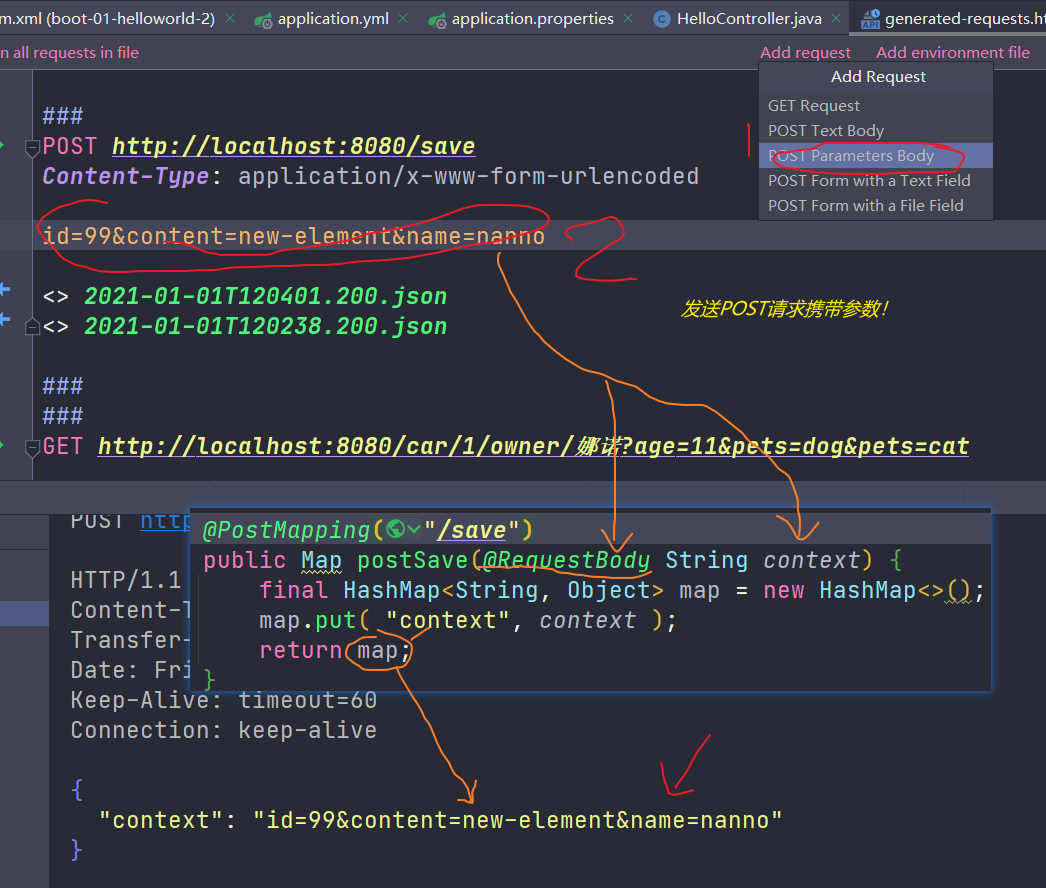 m.xml (boot-01-helloworld-2) application.yml application.properties HelloController.java generated-requests.ht
n all requests in file Add request Add environment file
Add Request
GET Request
POST Text Body
POST Parameters Body
POST Form with a Text Field
POST Form with a File Field
###
POST http://localhost:8080/save
Content-Type: application/x-www-form-urlencoded
id=99&content=new-element&name=nanno
<> 2021-01-01T120401.200.json
<> 2021-01-01T120238.200.json
发送POST请求携带参数!
###
###
GET http://localhost:8080/car/1/owner/娜诺?age=11&pets=dog&pets=cat
POST http
@PostMapping("/save")
public Map postSave(@RequestBody String context) {
final HashMap<String, Object> map = new HashMap<>();
map.put( "context", context );
return map;
}
HTTP/1.1
Content-T
Transfer-
Date: Fri
Keep-Alive: timeout=60
Connection: keep-alive
{
"context": "id=99&content=new-element&name=nanno"
}